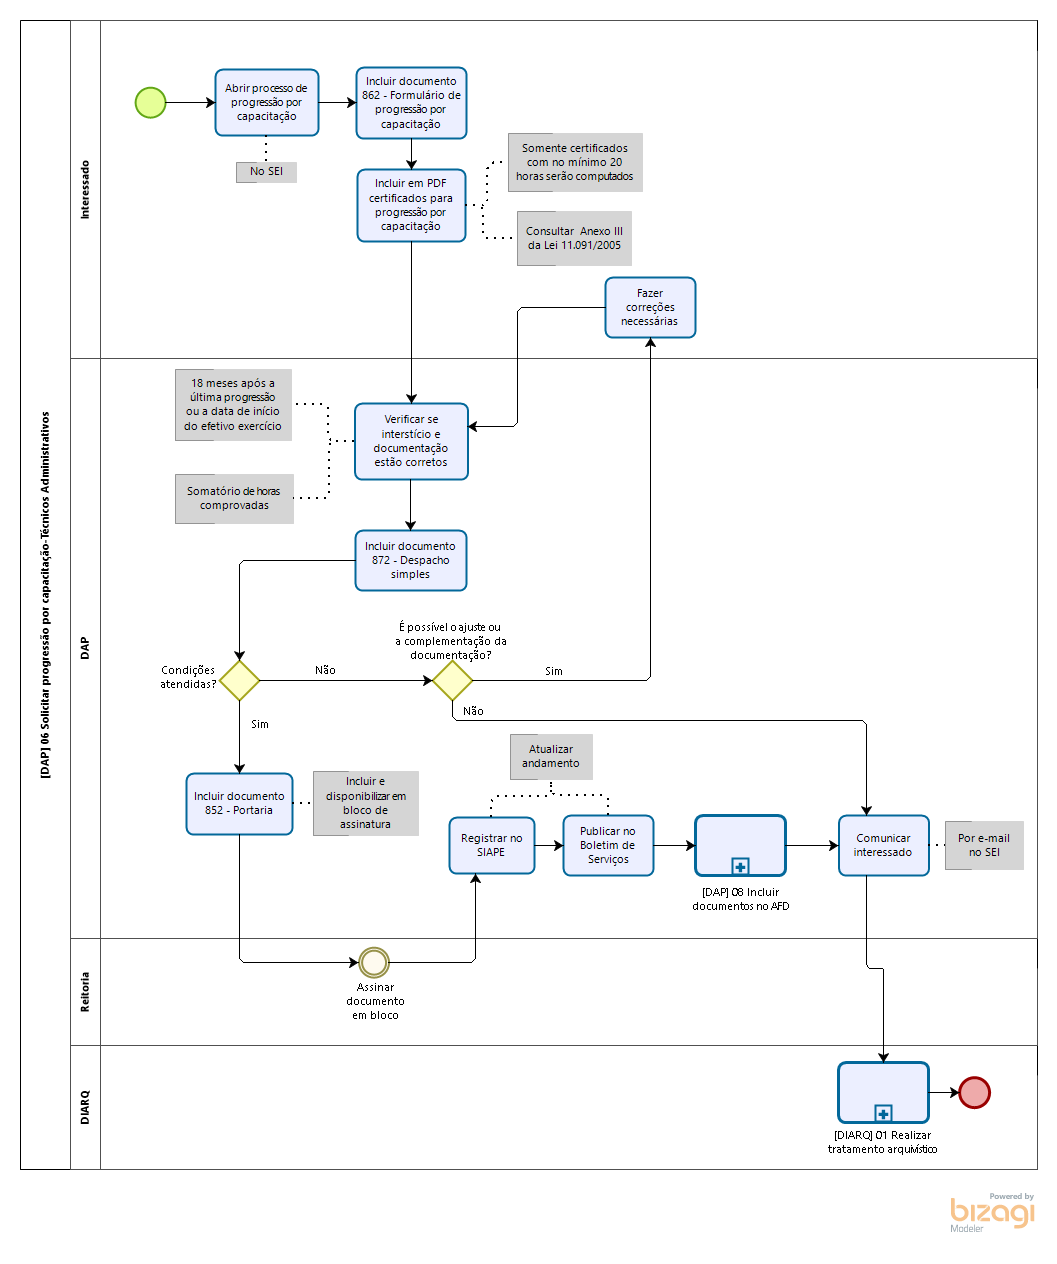 [DAP] 06 Solicitar progressão por capacitação-Técnicos Administrativos
Interessado
Abrir processo de
progressão por
capacitação
No SEI
Incluir documento
862 - Formulário de
progressão por
capacitação
Incluir em PDF
certificados para
progressão por
capacitação
Somente certificados
com no mínimo 20
horas serão computados
Consultar Anexo III
da Lei 11.091/2005
Fazer
correções
necessárias
DAP
18 meses após a
última progressão
ou a data de início
do efetivo exercício
Somatório de horas
comprovadas
Verificar se
interstício e
documentação
estão corretos
Incluir documento
872 - Despacho
simples
Condições
atendidas?
Não
É possível o ajuste ou
a complementação da
documentação?
Sim
Não
Sim
Incluir documento
852 - Portaria
Incluir e
disponibilizar em
bloco de
assinatura
Atualizar
andamento
Registrar no
SIAPE
Publicar no
Boletim de
Serviços
[DAP] 08 Incluir
documentos no AFD
Comunicar
interessado
Por e-mail
no SEI
Reitoria
Assinar
documento
em bloco
DIARQ
[DIARQ] 01 Realizar
tratamento arquivístico
Powered by
bizagi
Modeler